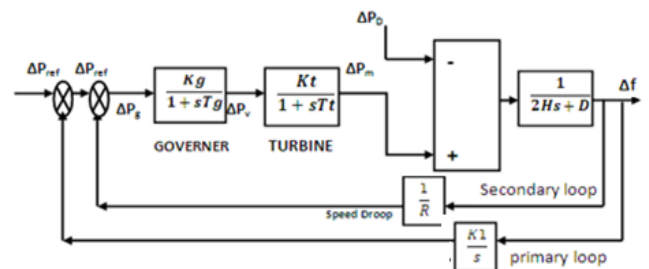 ΔP_D
ΔP_ref ΔP_ref
ΔP_g
Kg
1 + sTg
ΔP_v
Kt
1 + sTt
ΔP_m
-
+
1
2Hs + D
Δf
GOVERNER TURBINE
1
R
Speed Droop
Secondary loop
K1
s
primary loop